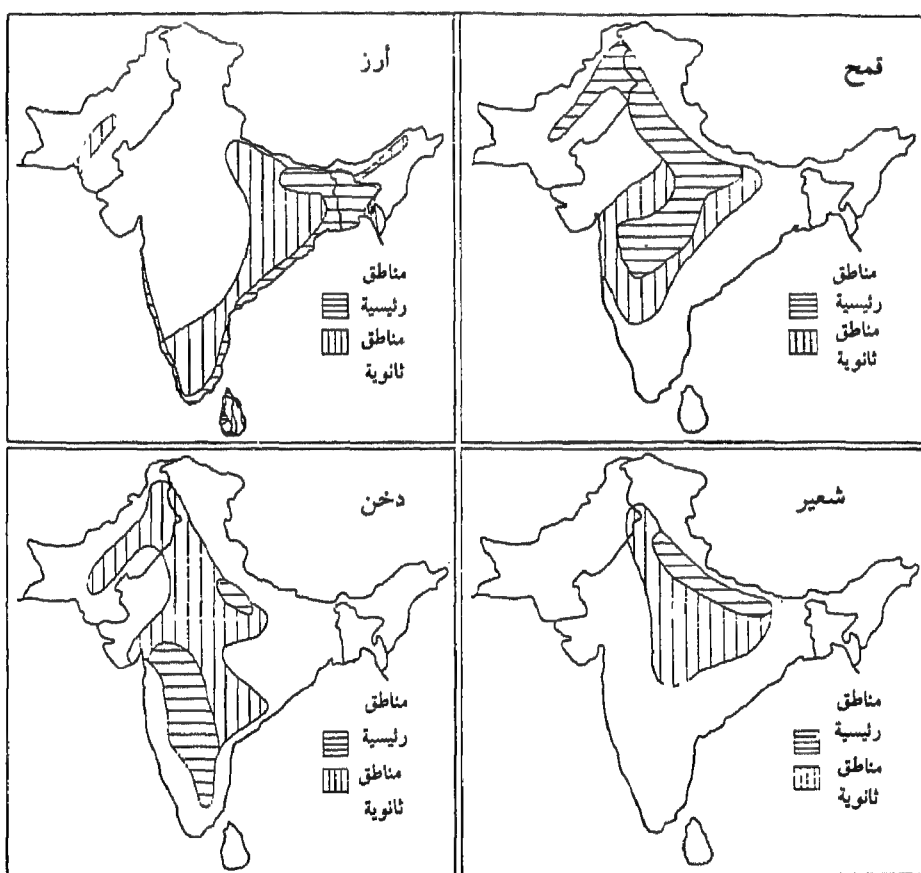 قمح
مناطق
رئيسية
مناطق
ثانوية
أرز
مناطق
رئيسية
مناطق
ثانوية
شعير
مناطق
رئيسية
مناطق
ثانوية
دخن
مناطق
رئيسية
مناطق
ثانوية